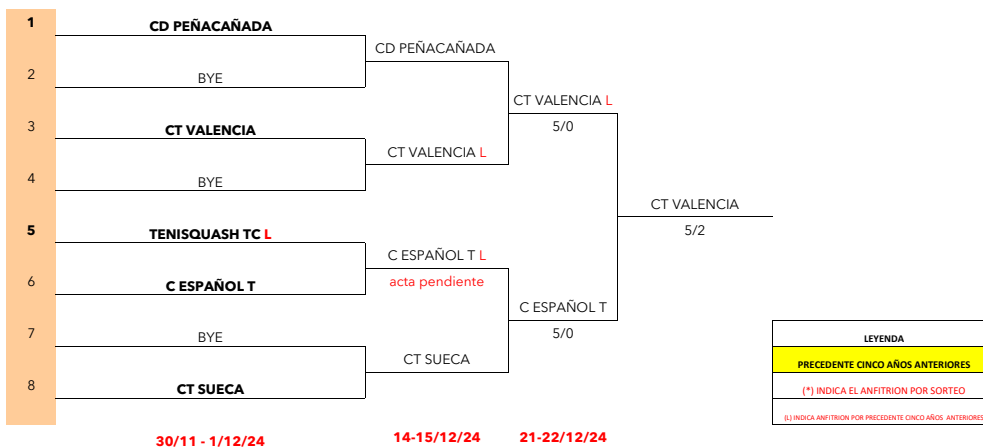 1
CD PEÑACAÑADA
CD PEÑACAÑADA
2
BYE
CT VALENCIA L
5/0
3
CT VALENCIA
CT VALENCIA L
4
BYE
CT VALENCIA
5/2
5
TENISQUASH TC L
C ESPAÑOL T L
acta pendiente
6
C ESPAÑOL T
C ESPAÑOL T
5/0
7
BYE
CT SUECA
8
CT SUECA
LEYENDA
PRECEDENTE CINCO AÑOS ANTERIORES
(*) INDICA EL ANFITRION POR SORTEO
(L) INDICA ANFITRION POR PRECEDENTE CINCO AÑOS ANTERIORES
30/11 - 1/12/24
14-15/12/24
21-22/12/24